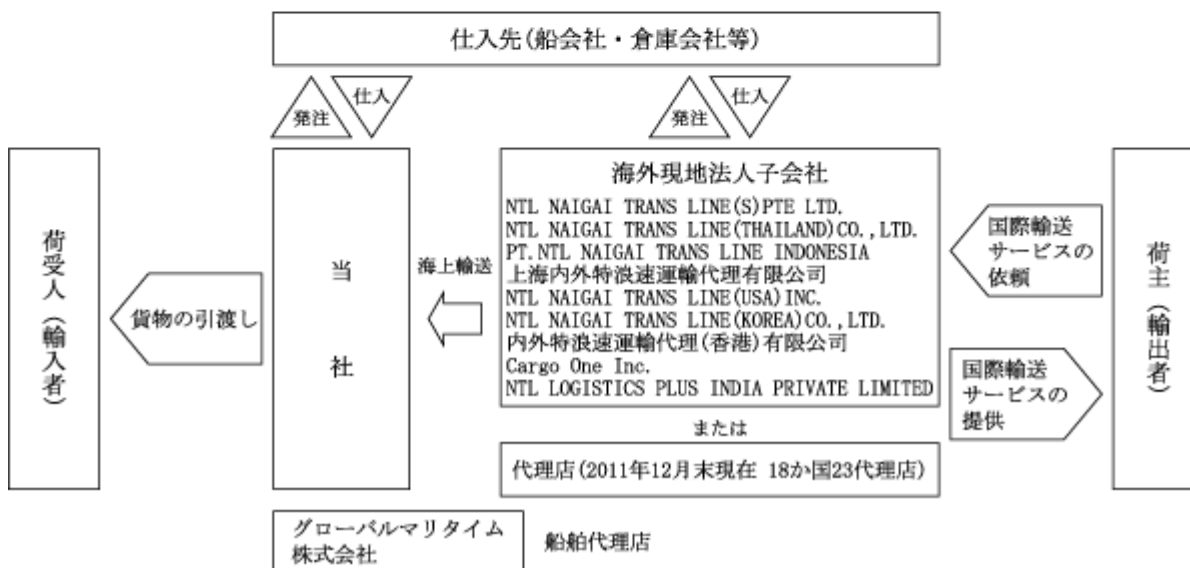 仕入先(船会社・倉庫会社等)
発注
仕入
発注
仕入
荷受人(輸入者)
貨物の引渡し
当社
海上輸送
海外現地法人子会社
NTL NAIGAI TRANS LINE(S)PTE LTD.
NTL NAIGAI TRANS LINE(THAILAND)CO.,LTD.
PT.NTL NAIGAI TRANS LINE INDONESIA
上海内外特浪速運輸代理有限公司
NTL NAIGAI TRANS LINE(USA)INC.
NTL NAIGAI TRANS LINE(KOREA)CO.,LTD.
内外特浪速運輸代理(香港)有限公司
Cargo One Inc.
NTL LOGISTICS PLUS INDIA PRIVATE LIMITED
または
代理店(2011年12月末現在 18か国23代理店)
国際輸送
サービスの
依頼
国際輸送
サービスの
提供
荷主(輸出者)
グローバルマリタイム
株式会社
船舶代理店